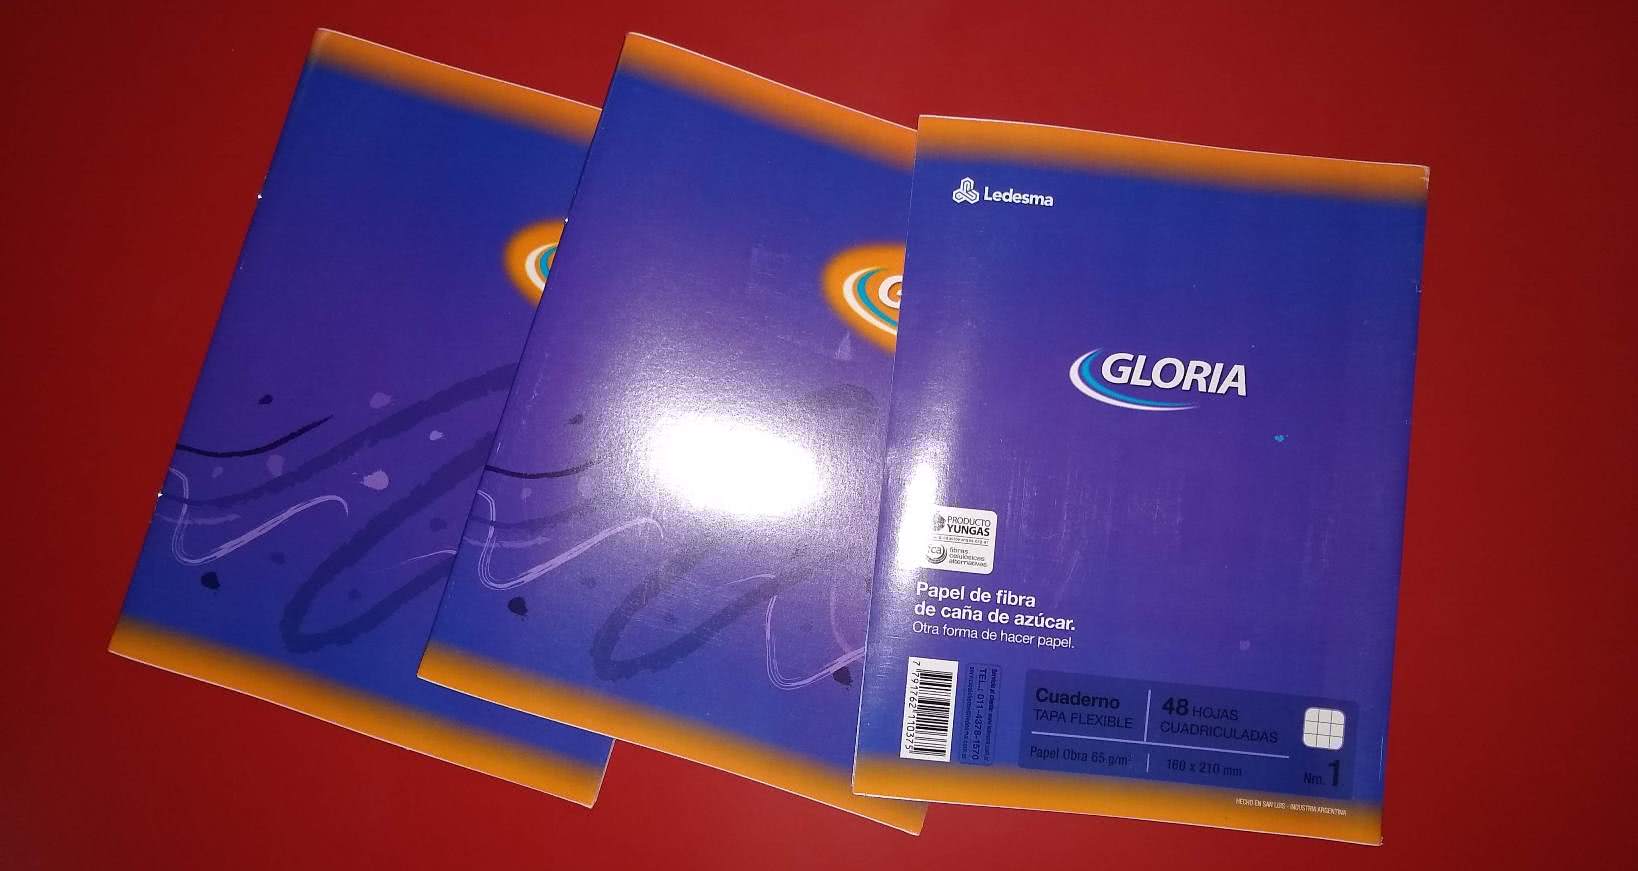 G
Ledesma
GLORIA
PRODUCTO
YUNGAS
fibras
celulósicas
alternativas
Papel de fibra
de caña de azúcar.
Otra forma de hacer papel.
7 791762 110375
TEL.: 011-4378-1570
Cuaderno
TAPA FLEXIBLE
48 HOJAS
CUADRICULADAS
Papel Obra 65 g/m²
160 x 210 mm
Nro. 1
HECHO EN SAN LUIS - INDUSTRIA ARGENTINA